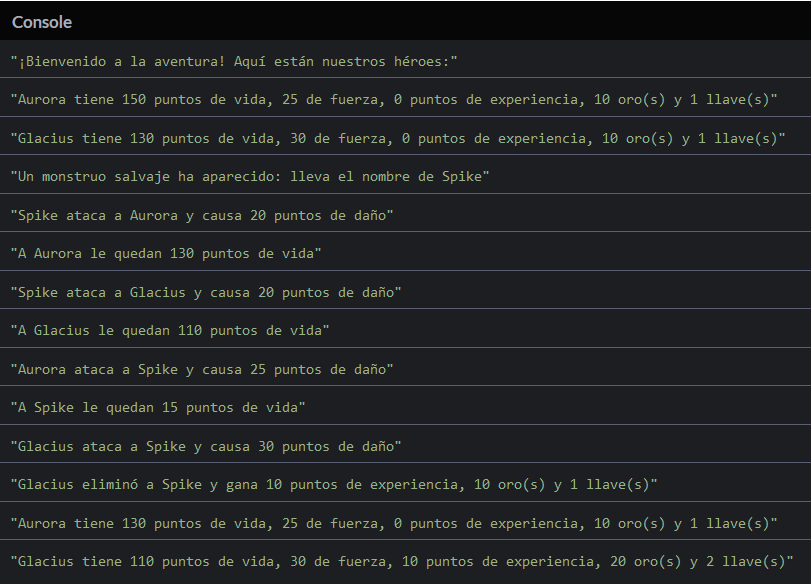 Console
"¡Bienvenido a la aventura! Aquí están nuestros héroes:"
"Aurora tiene 150 puntos de vida, 25 de fuerza, 0 puntos de experiencia, 10 oro(s) y 1 llave(s)"
"Glacius tiene 130 puntos de vida, 30 de fuerza, 0 puntos de experiencia, 10 oro(s) y 1 llave(s)"
"Un monstruo salvaje ha aparecido: lleva el nombre de Spike"
"Spike ataca a Aurora y causa 20 puntos de daño"
"A Aurora le quedan 130 puntos de vida"
"Spike ataca a Glacius y causa 20 puntos de daño"
"A Glacius le quedan 110 puntos de vida"
"Aurora ataca a Spike y causa 25 puntos de daño"
"A Spike le quedan 15 puntos de vida"
"Glacius ataca a Spike y causa 30 puntos de daño"
"Glacius eliminó a Spike y gana 10 puntos de experiencia, 10 oro(s) y 1 llave(s)"
"Aurora tiene 130 puntos de vida, 25 de fuerza, 0 puntos de experiencia, 10 oro(s) y 1 llave(s)"
"Glacius tiene 110 puntos de vida, 30 de fuerza, 10 puntos de experiencia, 20 oro(s) y 2 llave(s)"